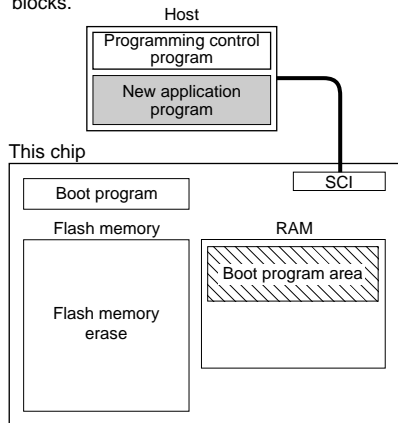 blocks.
Host
Programming control
program
New application
program
This chip
SCI
Boot program
Flash memory
RAM
Boot program area
Flash memory
erase